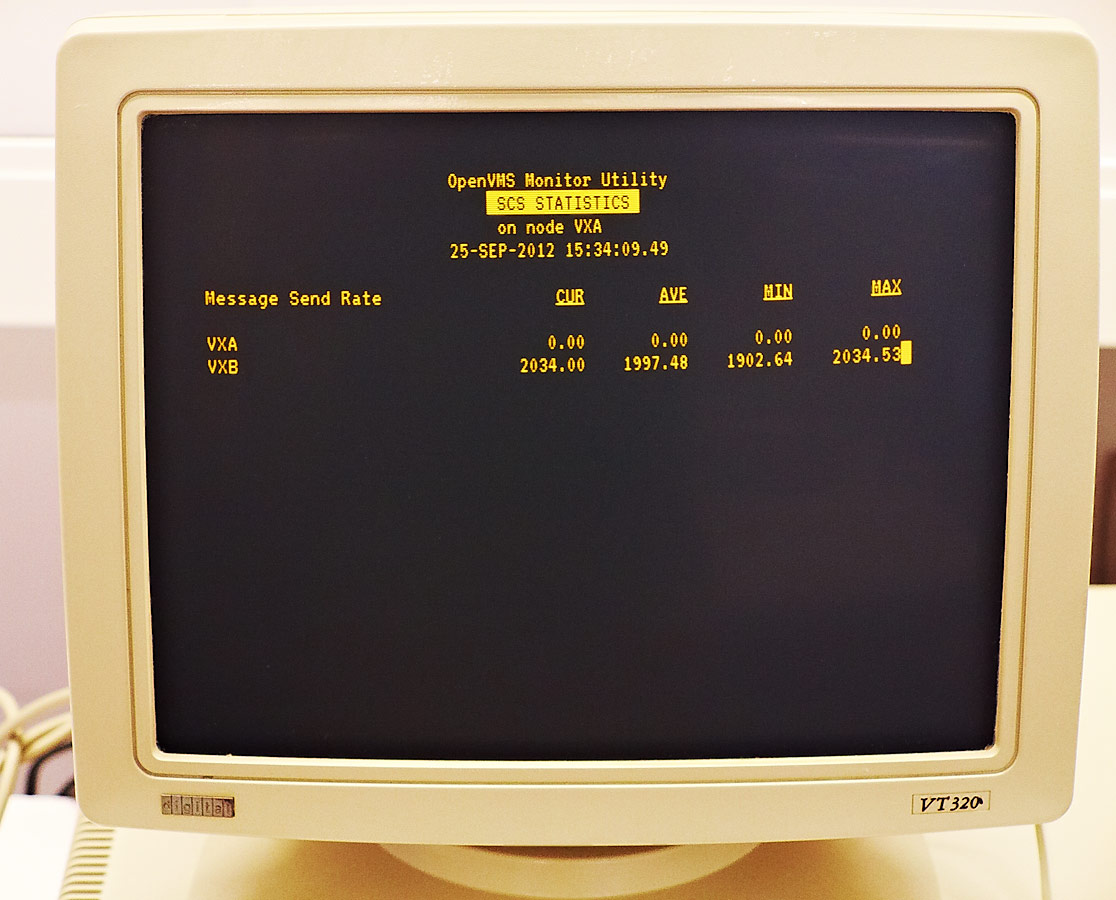 OpenVMS Monitor Utility
SCS STATISTICS
on node VXA
25-SEP-2012 15:34:09.49
Message Send Rate CUR AVE MIN MAX
VXA 0.00 0.00 0.00 0.00
VXB 2034.00 1997.48 1902.64 2034.53
digital VT320